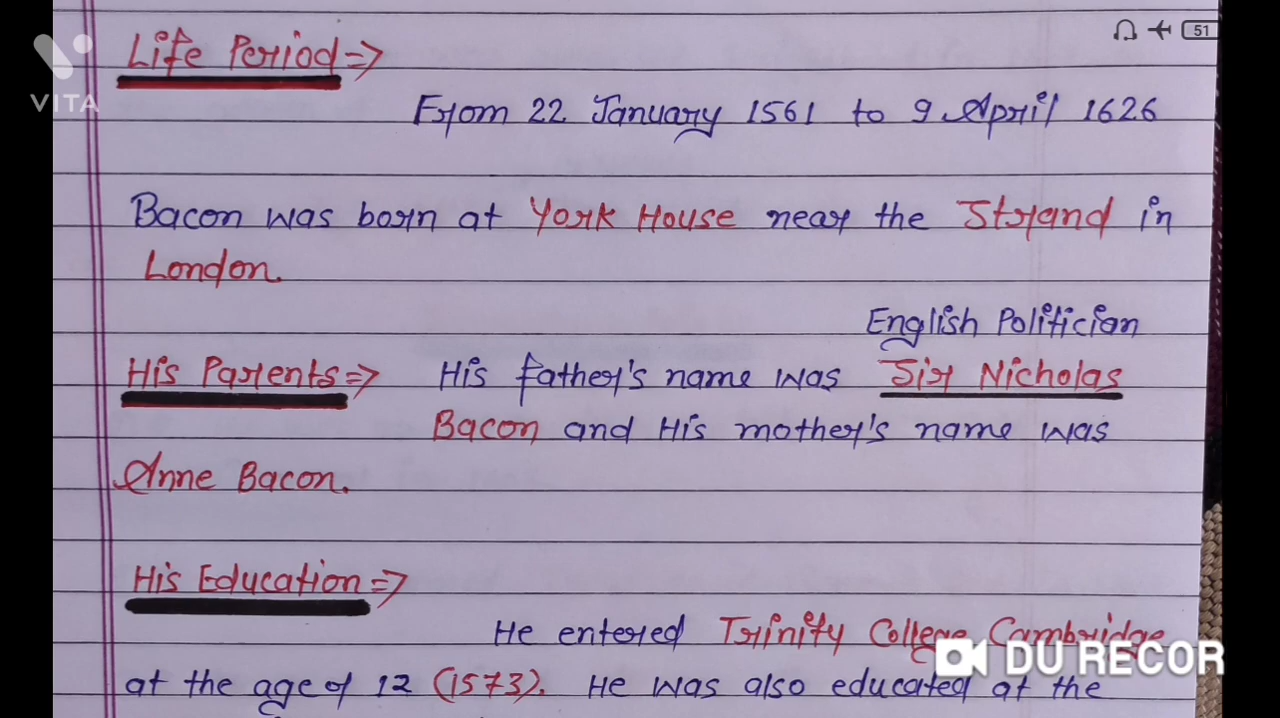 Life Period =>
51
VITA
From 22 January 1561 to 9 April 1626
Bacon was born at York House near the Strand in
London.
English Politician
His Parents => His father's name was Sir Nicholas
Bacon and His mother's name was
Anne Bacon.
His Education =>
He entered Trinity College Cambridge
DU RECOR
at the age of 12 (1573). He was also educated at the